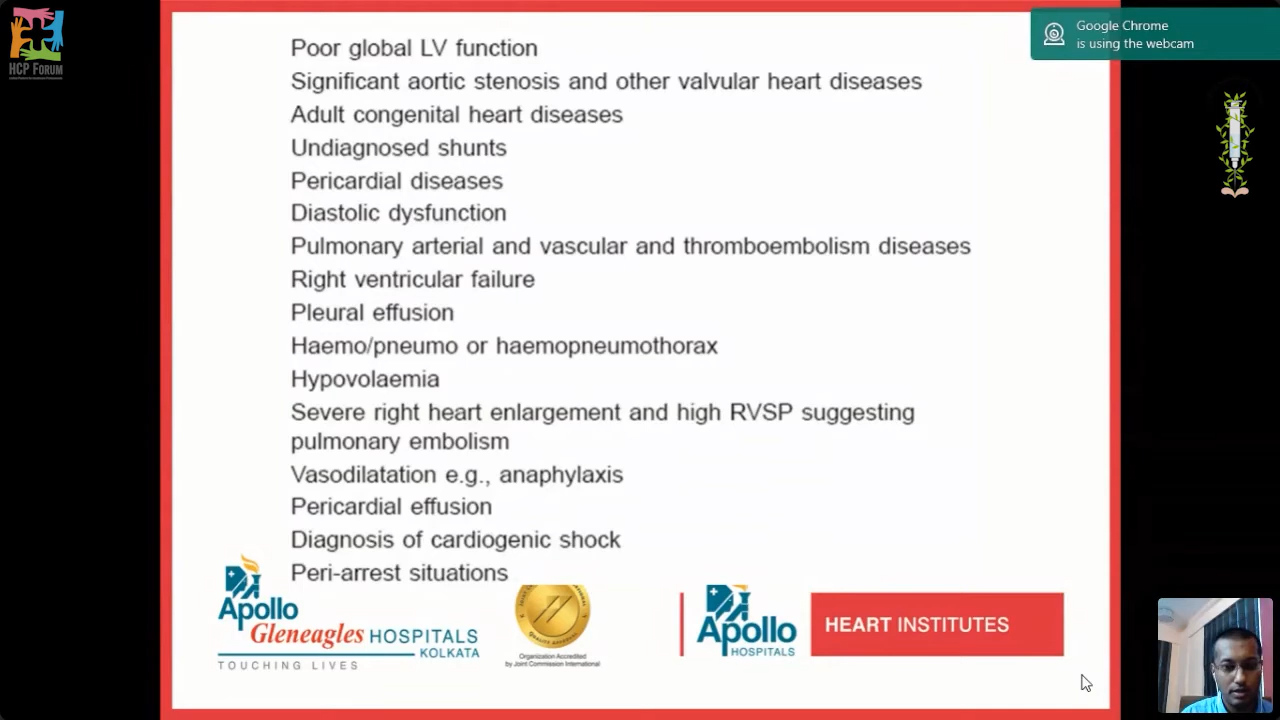 HCP FORUM
Google Chrome
is using the webcam
Poor global LV function
Significant aortic stenosis and other valvular heart diseases
Adult congenital heart diseases
Undiagnosed shunts
Pericardial diseases
Diastolic dysfunction
Pulmonary arterial and vascular and thromboembolism diseases
Right ventricular failure
Pleural effusion
Haemo/pneumo or haemopneumothorax
Hypovolaemia
Severe right heart enlargement and high RVSP suggesting
pulmonary embolism
Vasodilatation e.g., anaphylaxis
Pericardial effusion
Diagnosis of cardiogenic shock
Peri-arrest situations
Apollo
Gleneagles HOSPITALS
KOLKATA
TOUCHING LIVES
Organization Accredited
by Joint Commission International
Apollo
HOSPITALS
HEART INSTITUTES